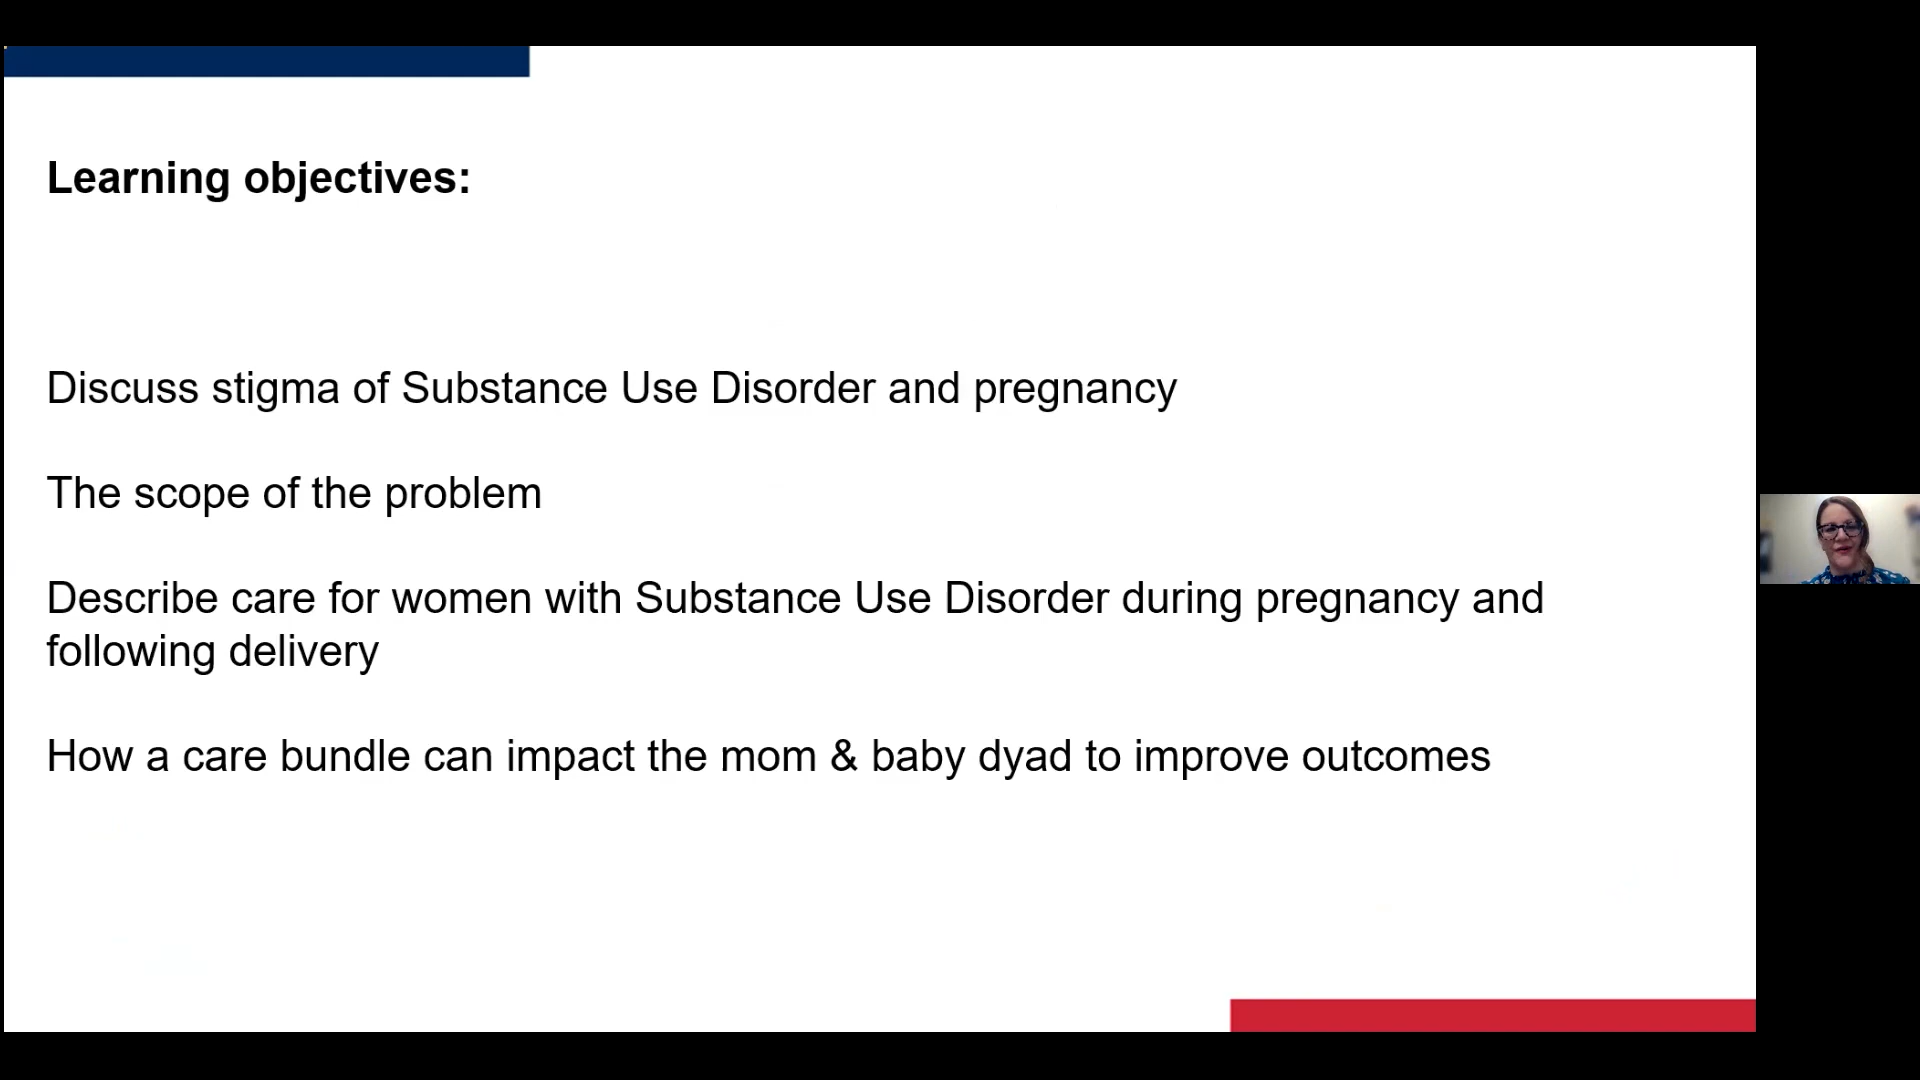 Learning objectives:
Discuss stigma of Substance Use Disorder and pregnancy
The scope of the problem
Describe care for women with Substance Use Disorder during pregnancy and
following delivery
How a care bundle can impact the mom & baby dyad to improve outcomes